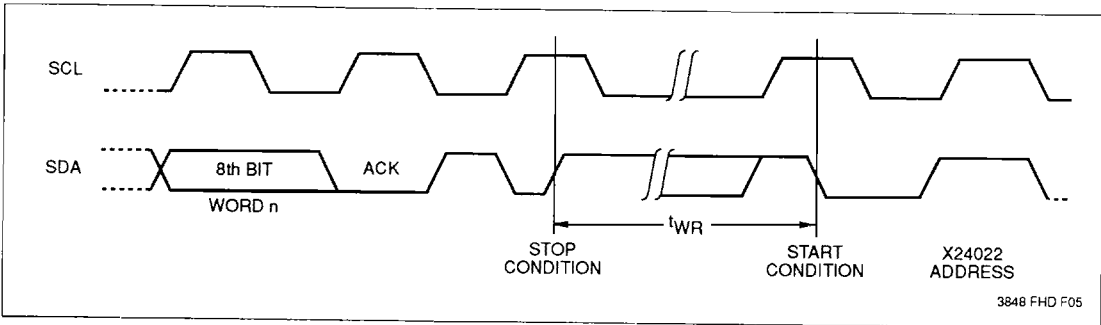 SCL
SDA
8th BIT
ACK
WORD n
tWR
STOP
CONDITION
START
CONDITION
X24022
ADDRESS
3848 FHD F05